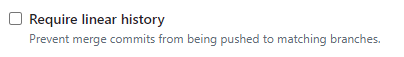 Require linear history
Prevent merge commits from being pushed to matching branches.